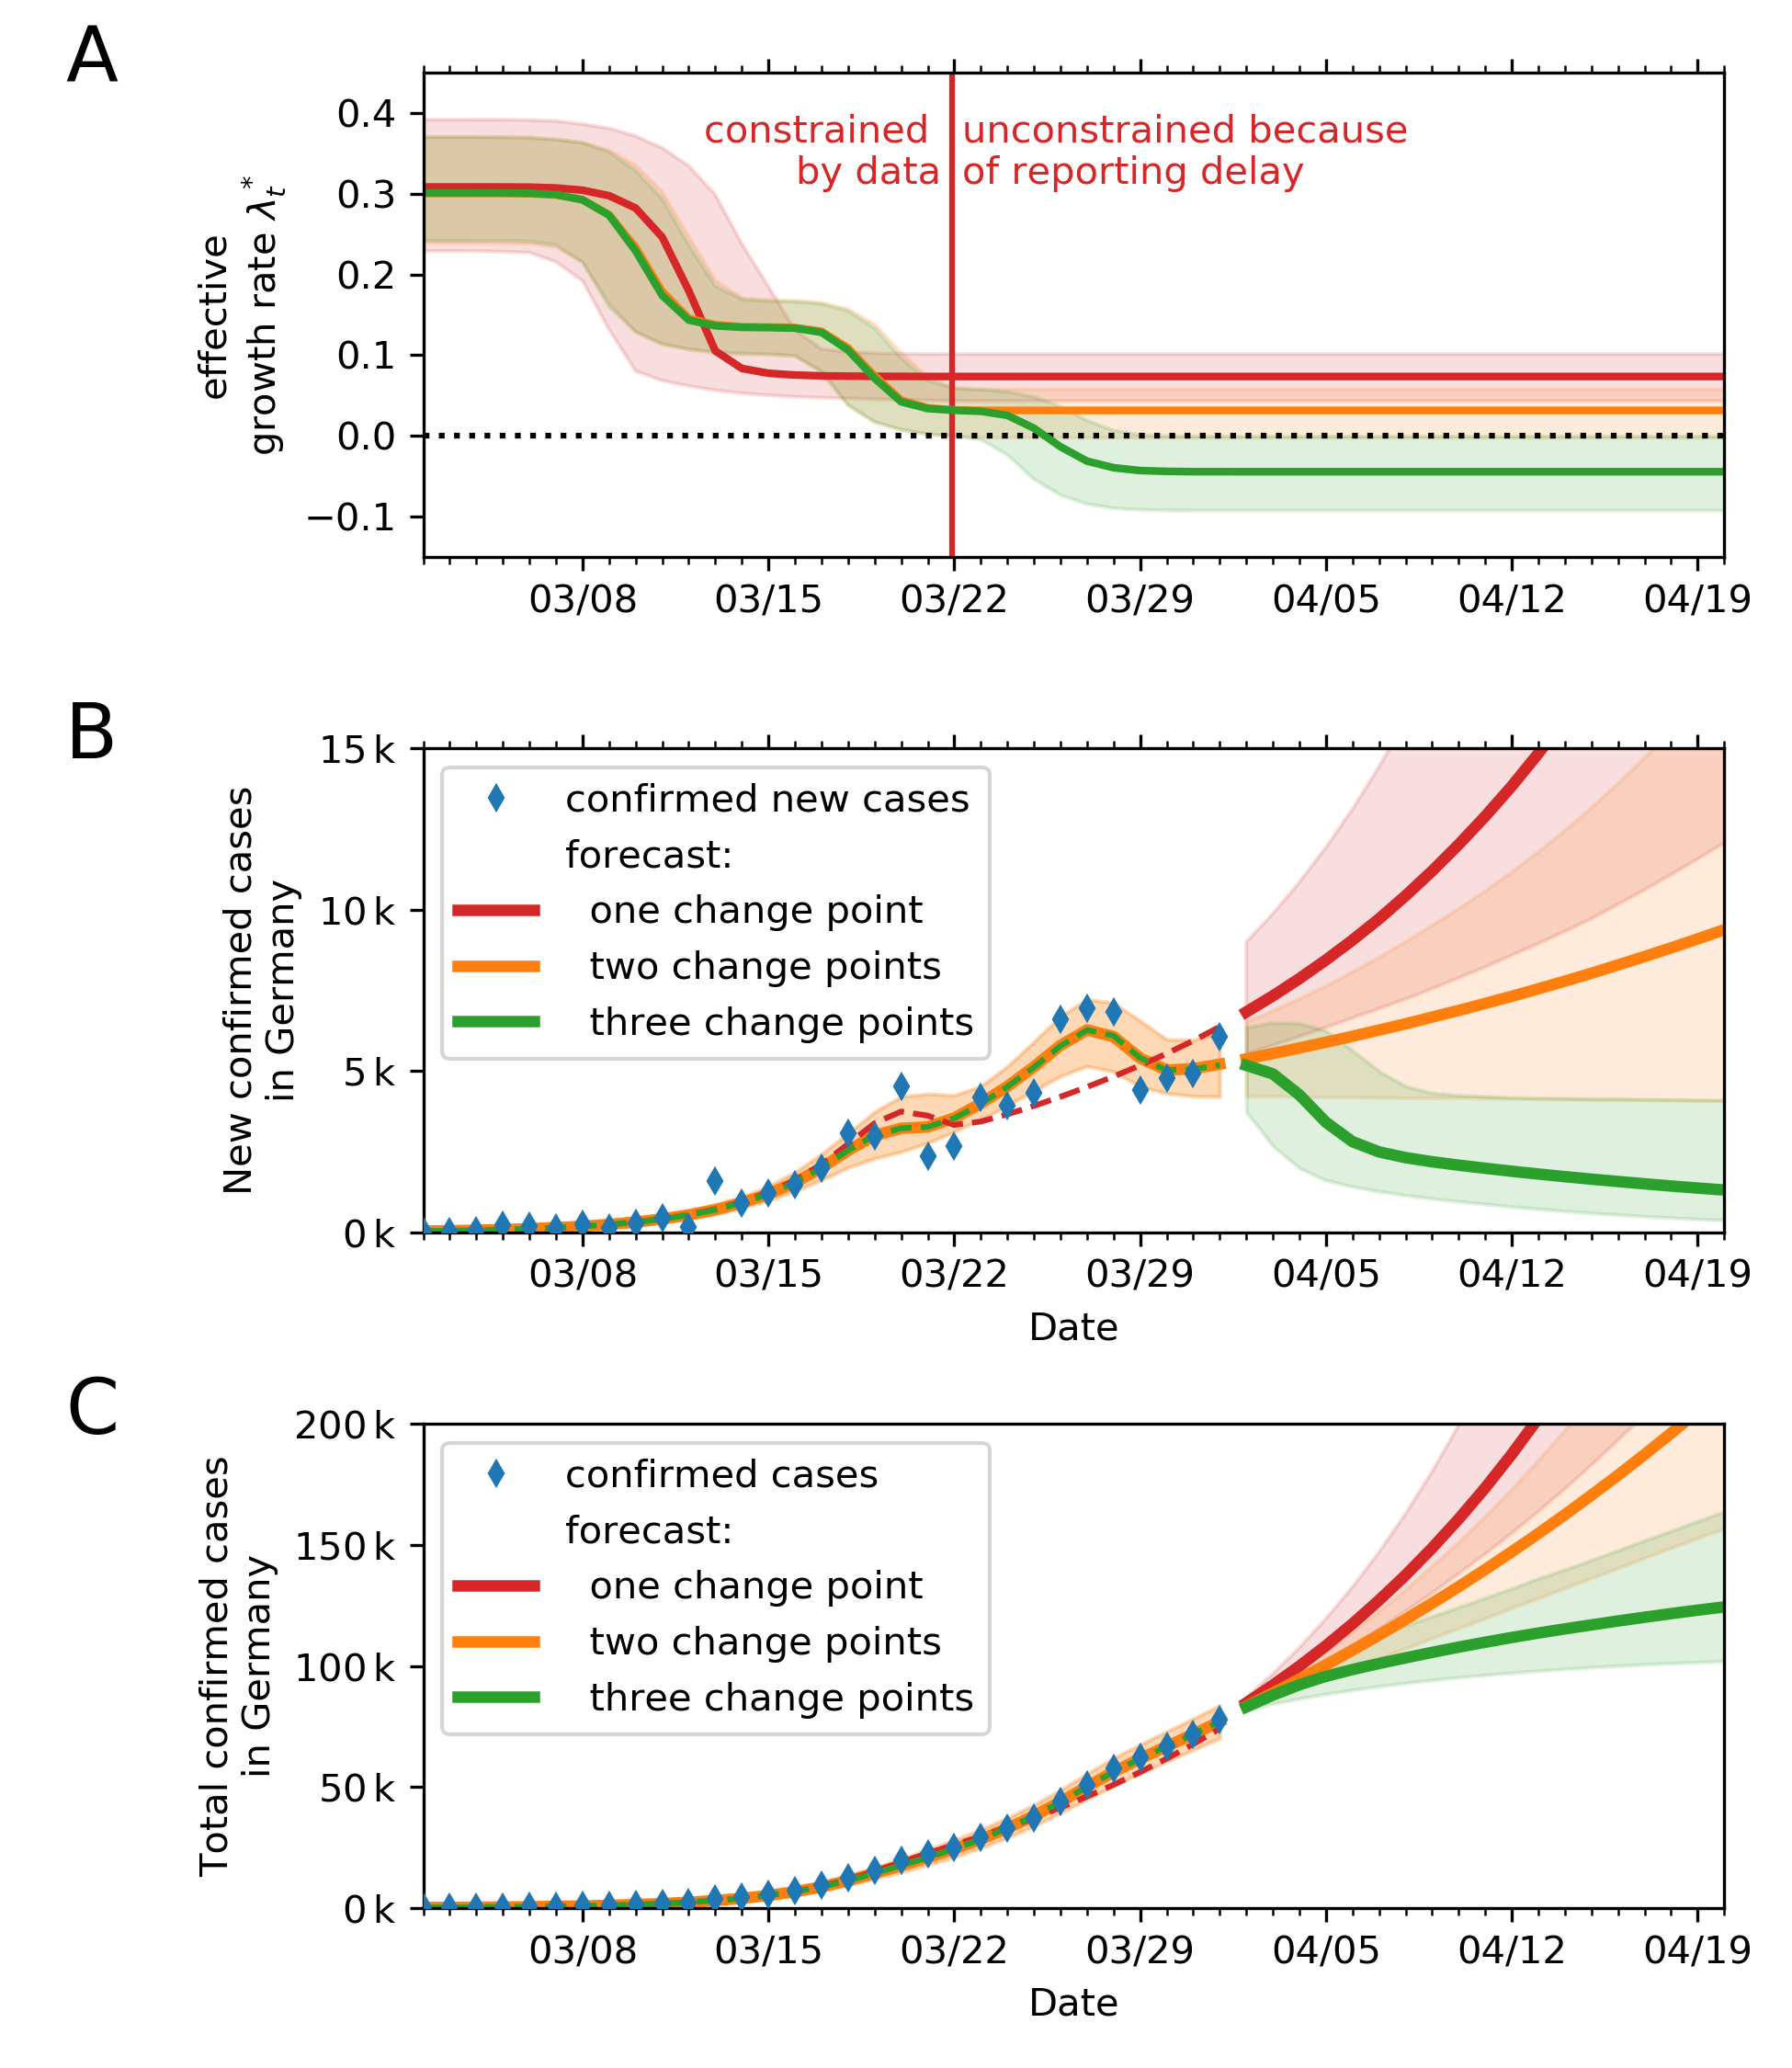 A
effective
growth rate λ*t
0.4
0.3
0.2
0.1
0.0
−0.1
constrained
by data
unconstrained because
of reporting delay
03/08 03/15 03/22 03/29 04/05 04/12 04/19
B
New confirmed cases
in Germany
15 k
10 k
5 k
0 k
confirmed new cases
forecast:
one change point
two change points
three change points
03/08 03/15 03/22 03/29 04/05 04/12 04/19
Date
C
Total confirmed cases
in Germany
200 k
150 k
100 k
50 k
0 k
confirmed cases
forecast:
one change point
two change points
three change points
03/08 03/15 03/22 03/29 04/05 04/12 04/19
Date